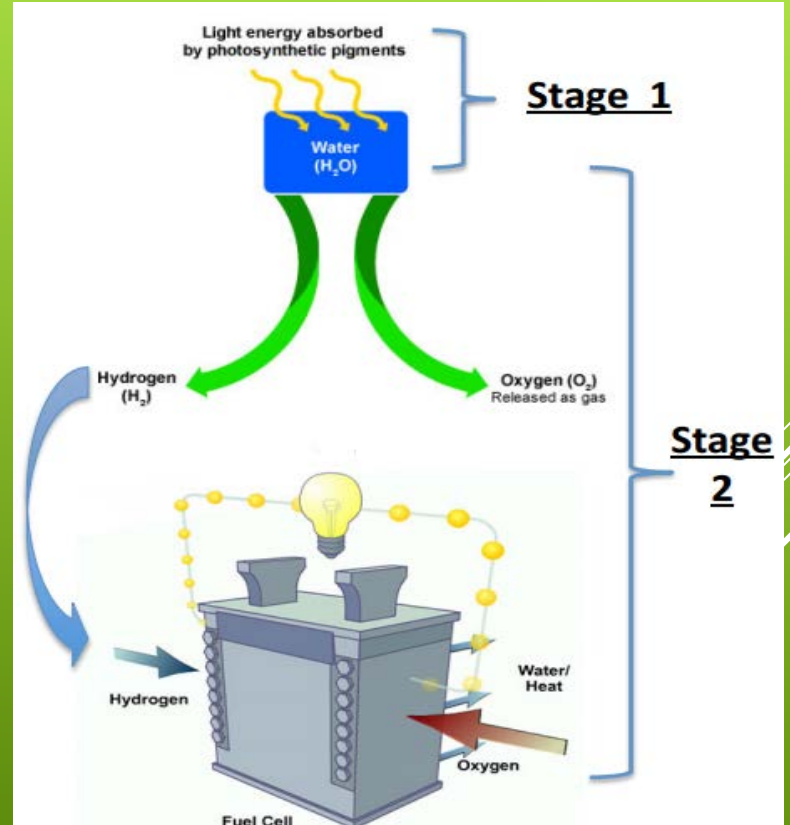 Light energy absorbed
by photosynthetic pigments
Stage 1
Water
(H₂O)
Hydrogen
(H₂)
Oxygen (O₂)
Released as gas
Stage
2
Hydrogen
Water/
Heat
Oxygen
Fuel Cell